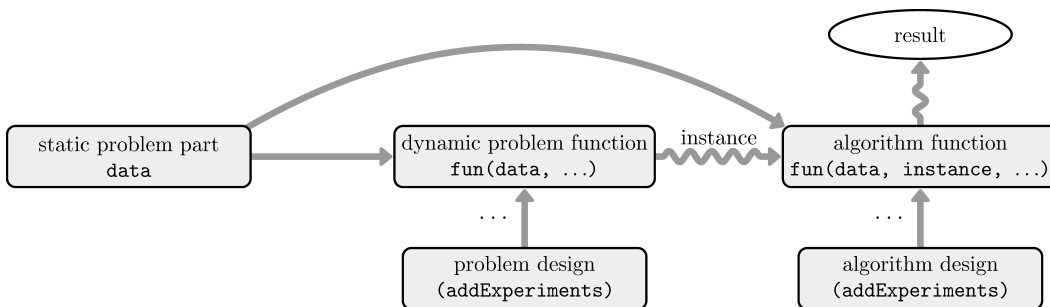 result
static problem part
data
dynamic problem function
fun(data, ...)
instance
algorithm function
fun(data, instance, ...)
...
...
problem design
(addExperiments)
algorithm design
(addExperiments)